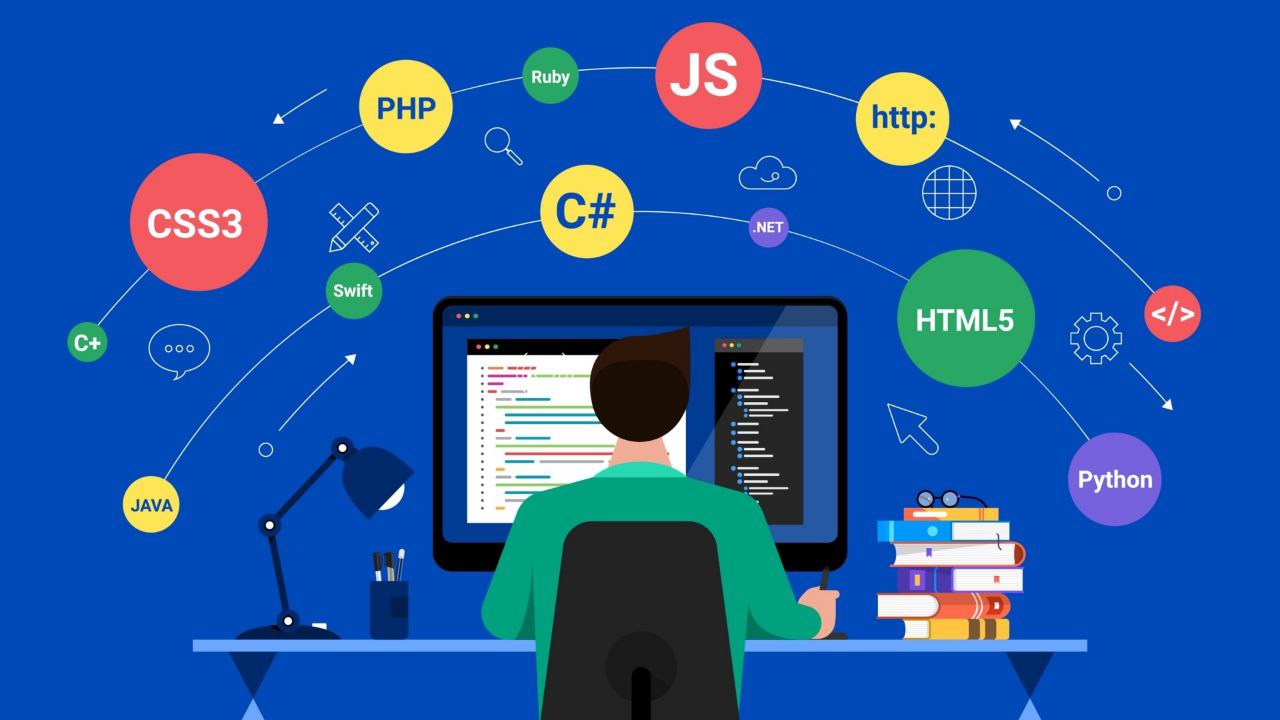 JS
Ruby
PHP
http:
CSS3
C#
.NET
Swift
HTML5
</>
C+
Python
JAVA